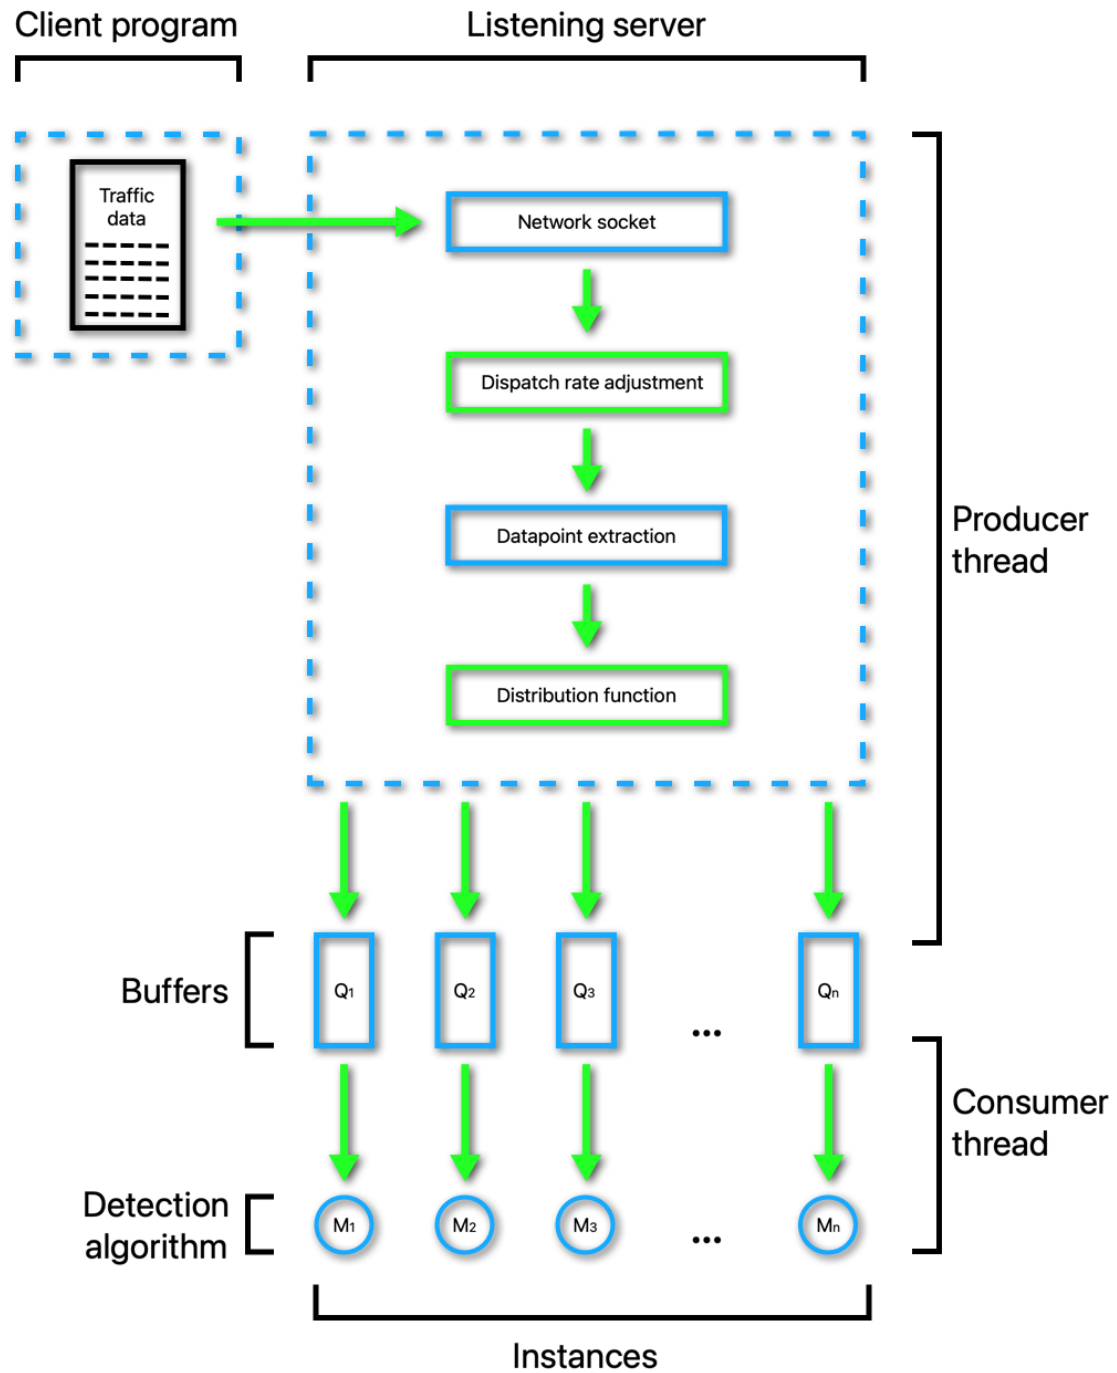 Client program
Listening server
Traffic
data
Network socket
Dispatch rate adjustment
Datapoint extraction
Distribution function
Producer
thread
Buffers
Q1
Q2
Q3
...
Qn
Consumer
thread
Detection
algorithm
M1
M2
M3
...
Mn
Instances